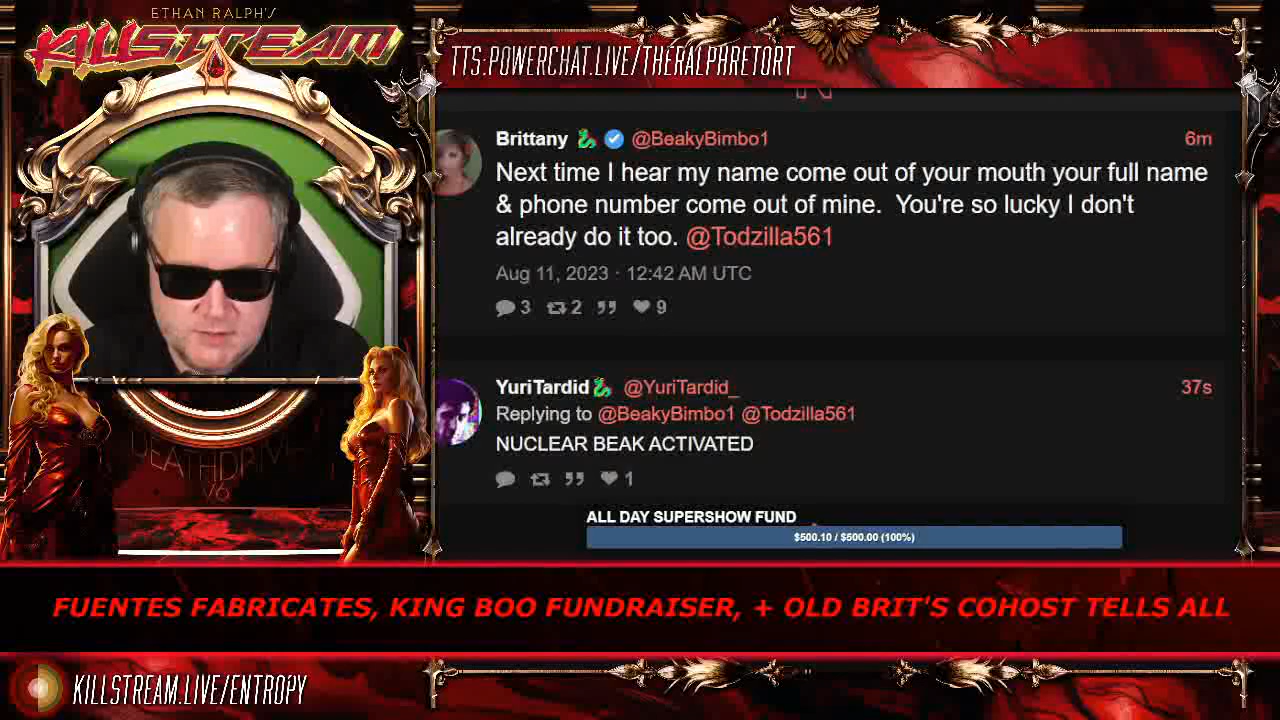 ETHAN RALPH'S
KILLSTREAM
TTS.POWERCHAT.LIVE/THERALPHRETORT
Brittany 🐉 @BeakyBimbo1 6m
Next time I hear my name come out of your mouth your full name
& phone number come out of mine. You're so lucky I don't
already do it too. @Todzilla561
Aug 11, 2023 · 12:42 AM UTC
3 2 9
YuriTardid🐉 @YuriTardid_ 37s
Replying to @BeakyBimbo1 @Todzilla561
NUCLEAR BEAK ACTIVATED
1
DEATHDRIVE
V6
ALL DAY SUPERSHOW FUND
$500.10 / $500.00 (100%)
FUENTES FABRICATES, KING BOO FUNDRAISER, + OLD BRIT'S COHOST TELLS ALL
KILLSTREAM.LIVE/ENTROPY